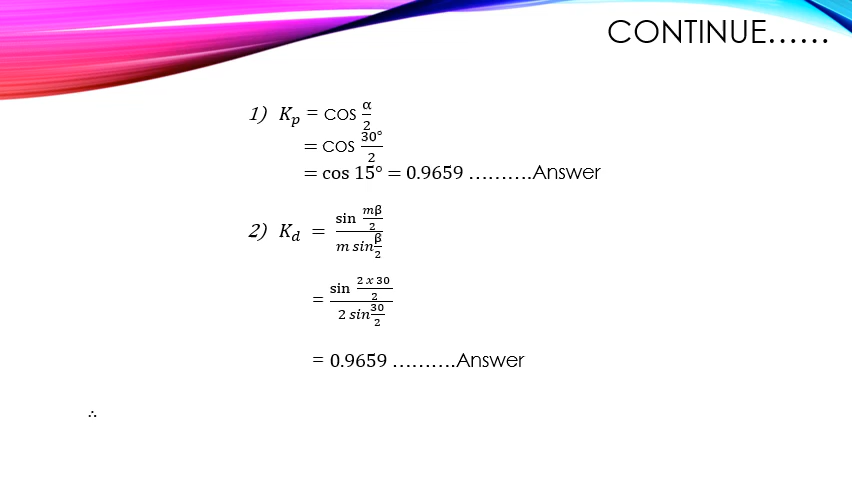 CONTINUE……
1) Kₚ = cos α/2
= cos 30°/2
= cos 15° = 0.9659 ……….Answer
2) K_d = sin mβ/2 / m sin β/2
= sin 2 x 30/2 / 2 sin 30/2
= 0.9659 ……….Answer
∴